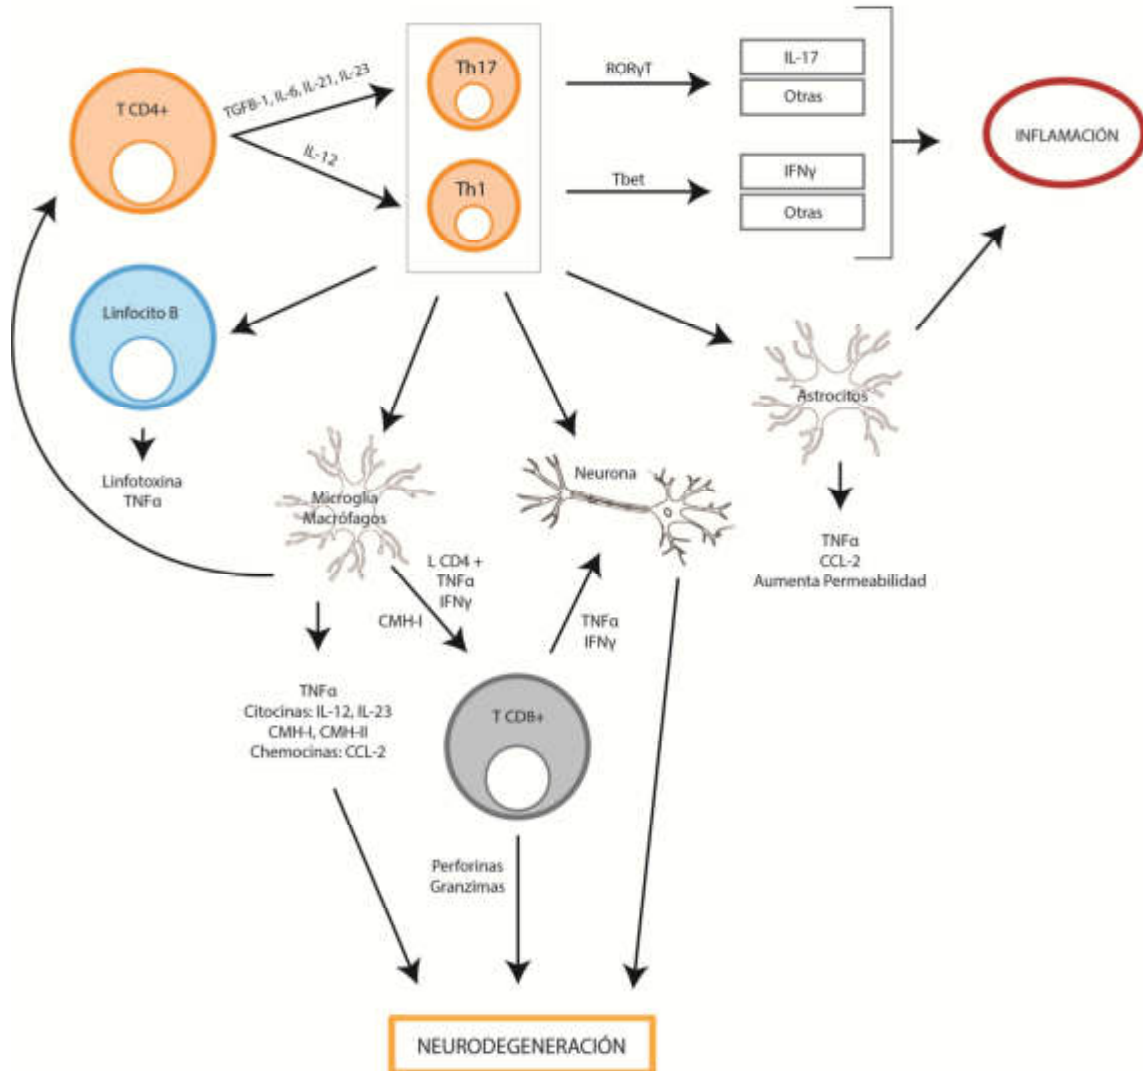 T CD4+
TGFB-1, IL-6, IL-21, IL-23
IL-12
Th17
Th1
RORγT
Tbet
IL-17
Otras
IFNγ
Otras
INFLAMACIÓN
Linfocito B
Linfotoxina
TNFα
Microglia
Macrófagos
Neurona
Astrocitos
TNFα
CCL-2
Aumenta Permeabilidad
L CD4 +
TNFα
IFNγ
CMH-I
TNFα
IFNγ
TNFα
Citocinas: IL-12, IL-23
CMH-I, CMH-II
Chemocinas: CCL-2
T CD8+
Perforinas
Granzimas
NEURODEGENERACIÓN